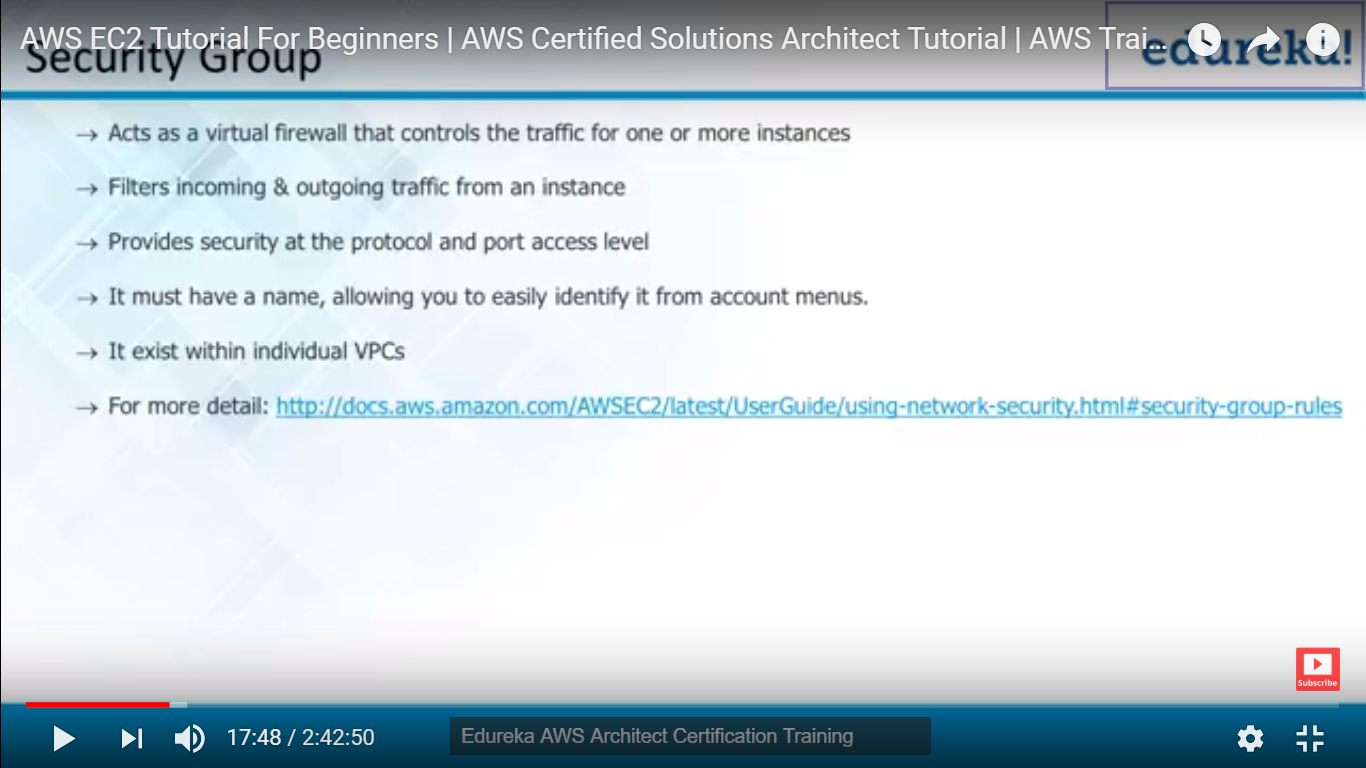 AWS EC2 Tutorial For Beginners | AWS Certified Solutions Architect Tutorial | AWS Trai...
Security Group
edureka!
→ Acts as a virtual firewall that controls the traffic for one or more instances
→ Filters incoming & outgoing traffic from an instance
→ Provides security at the protocol and port access level
→ It must have a name, allowing you to easily identify it from account menus.
→ It exist within individual VPCs
→ For more detail: http://docs.aws.amazon.com/AWSEC2/latest/UserGuide/using-network-security.html#security-group-rules
Subscribe
17:48 / 2:42:50
Edureka AWS Architect Certification Training